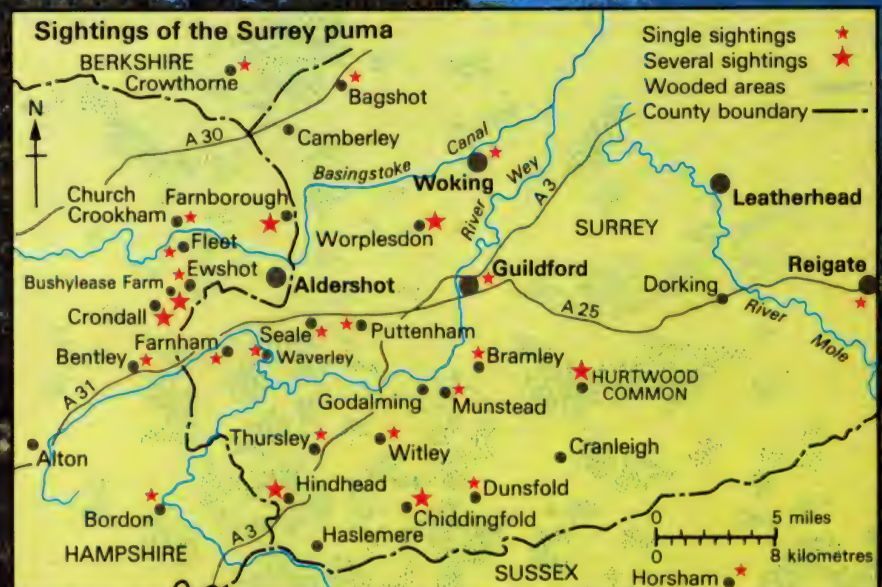 Sightings of the Surrey puma
Single sightings
Several sightings
Wooded areas
County boundary
BERKSHIRE
Crowthorne
Bagshot
N
A 30
Camberley
Canal
Basingstoke
Woking
Wey
River
A 3
Church
Crookham
Farnborough
Leatherhead
Fleet
Worplesdon
SURREY
Bushylease Farm
Ewshot
Aldershot
Guildford
Dorking
Reigate
Crondall
A 25
River
Mole
Farnham
Seale
Puttenham
Bentley
Waverley
Bramley
HURTWOOD
COMMON
A 31
Godalming
Munstead
Thursley
Witley
Cranleigh
Alton
Hindhead
Dunsfold
Bordon
Chiddingfold
0 5 miles
A 3
Haslemere
0 8 kilometres
HAMPSHIRE
SUSSEX
Horsham